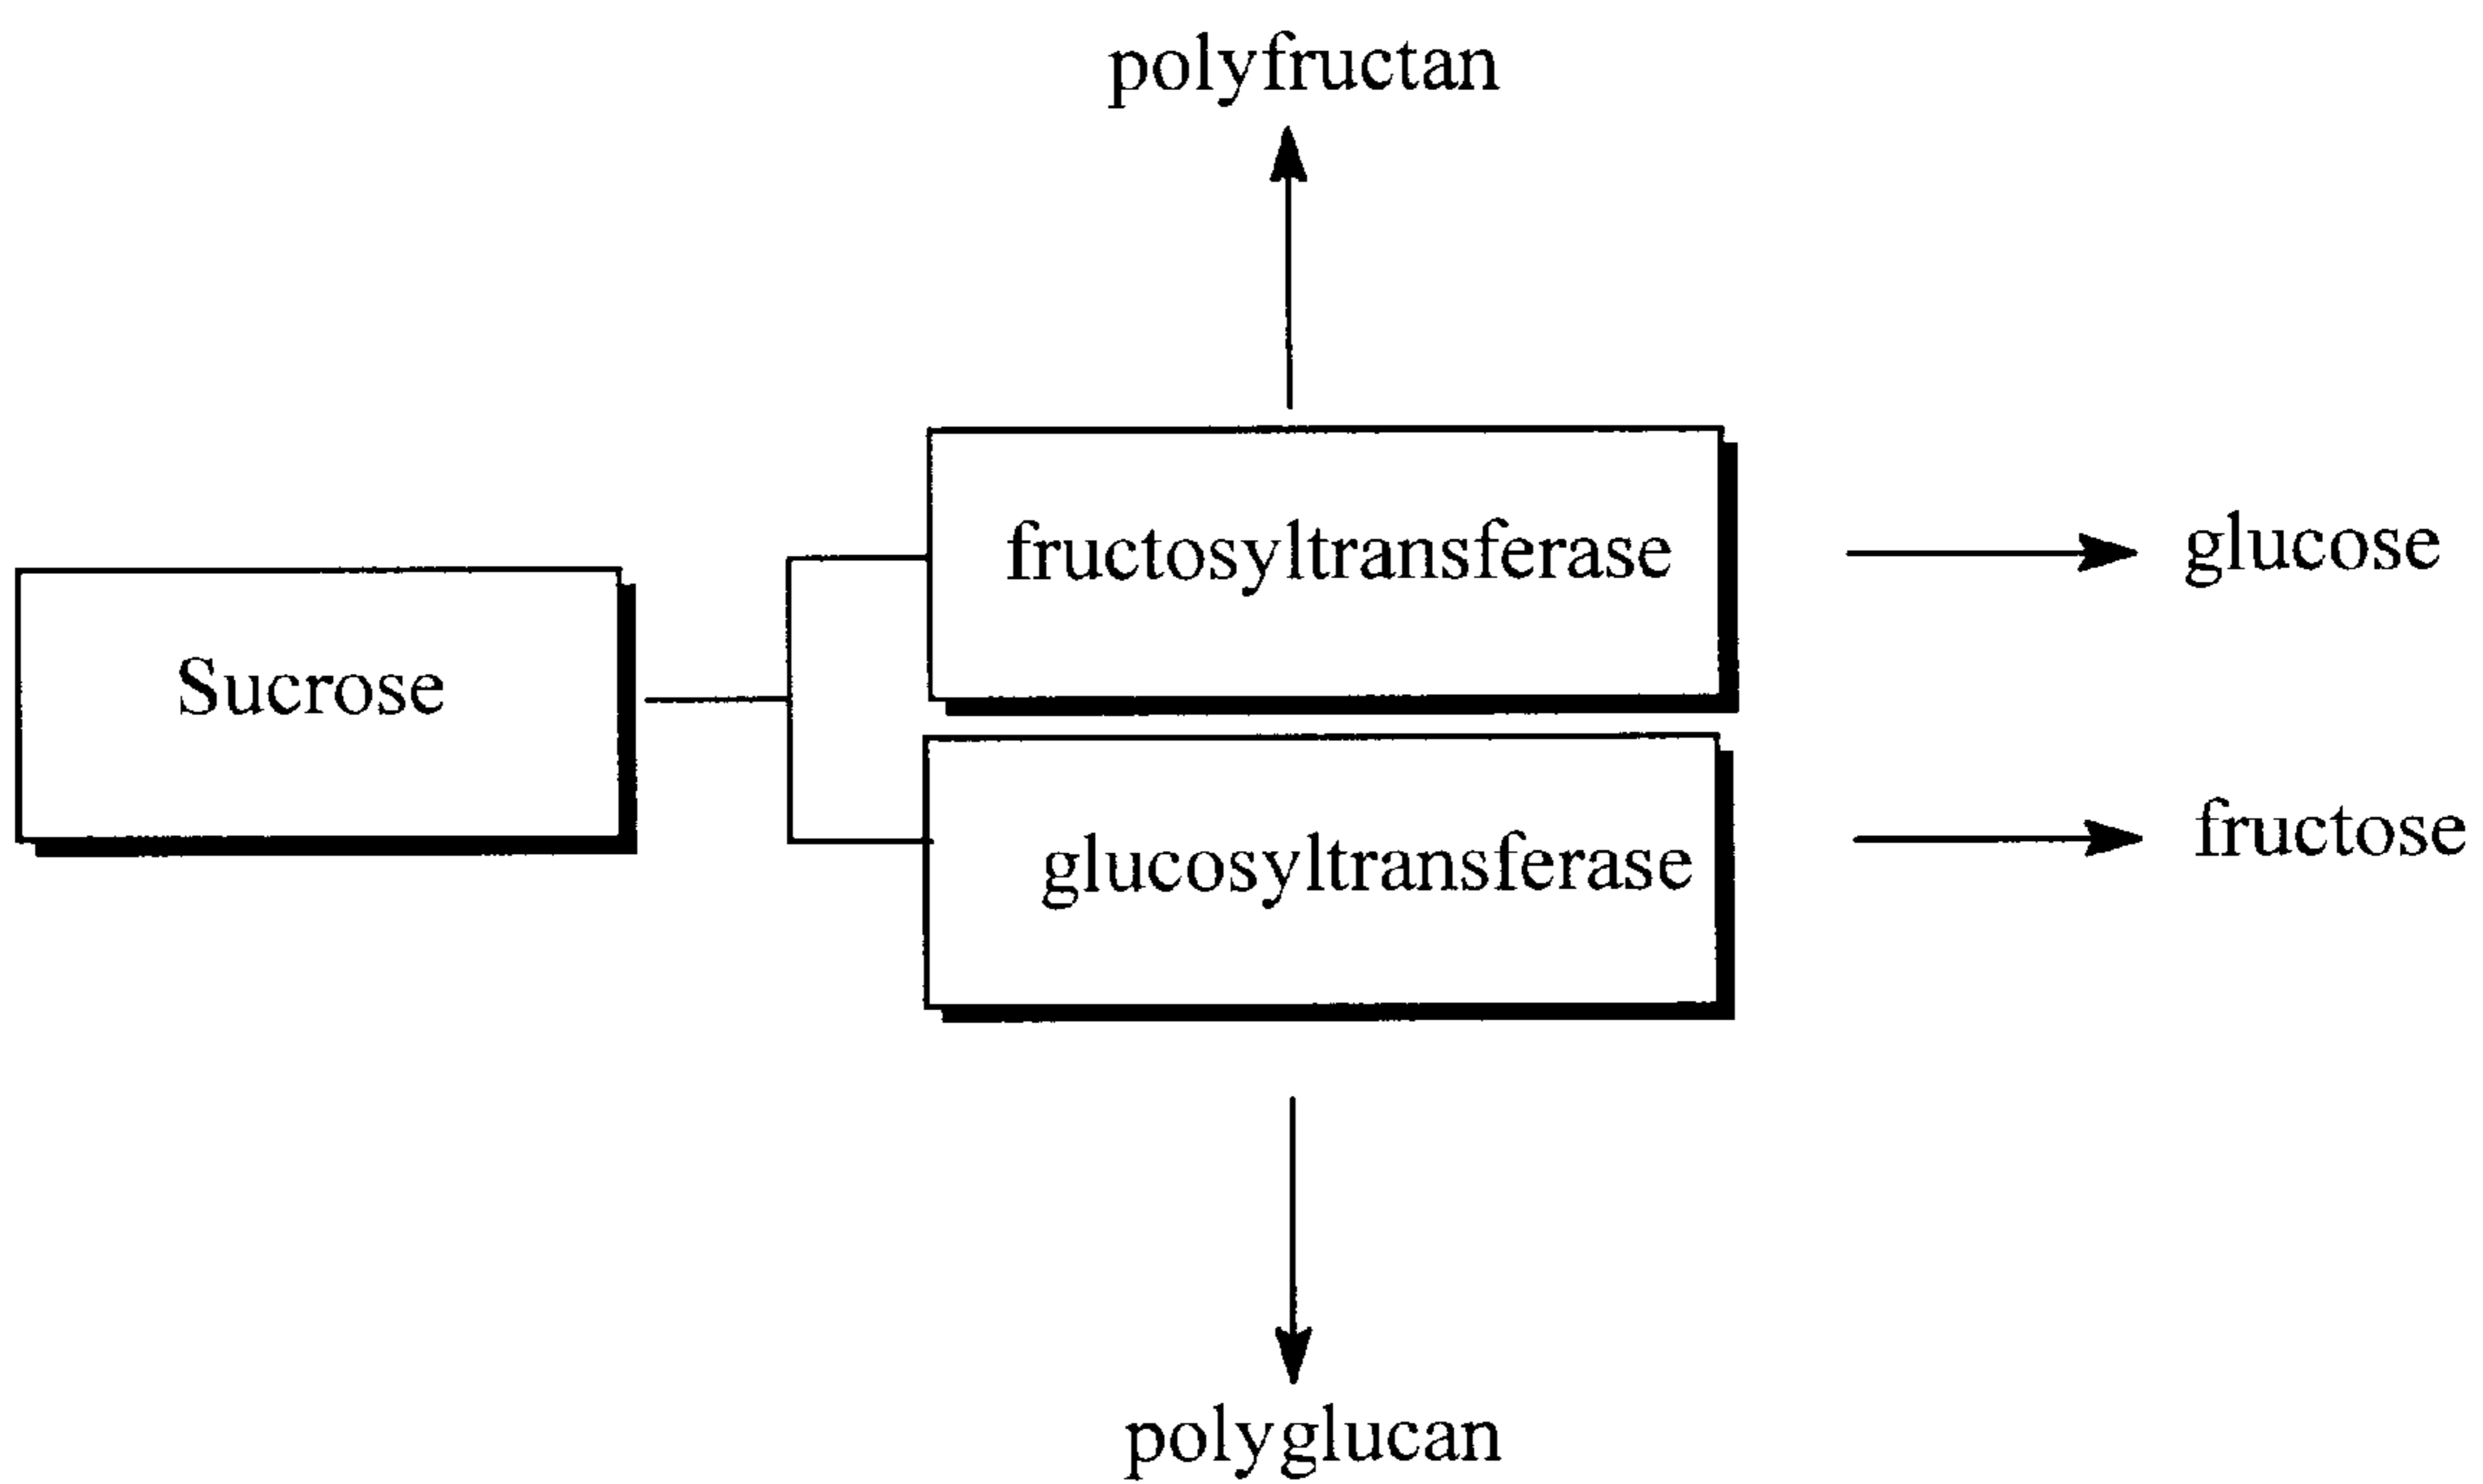 polyfructan
fructosyltransferase
glucose
Sucrose
glucosyltransferase
fructose
polyglucan